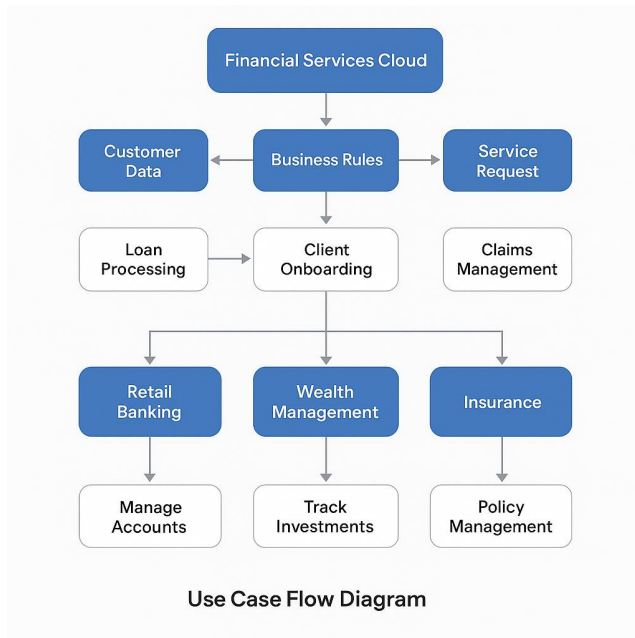 Financial Services Cloud
Customer
Data
Business Rules
Service
Request
Loan
Processing
Client
Onboarding
Claims
Management
Retail
Banking
Wealth
Management
Insurance
Manage
Accounts
Track
Investments
Policy
Management
Use Case Flow Diagram